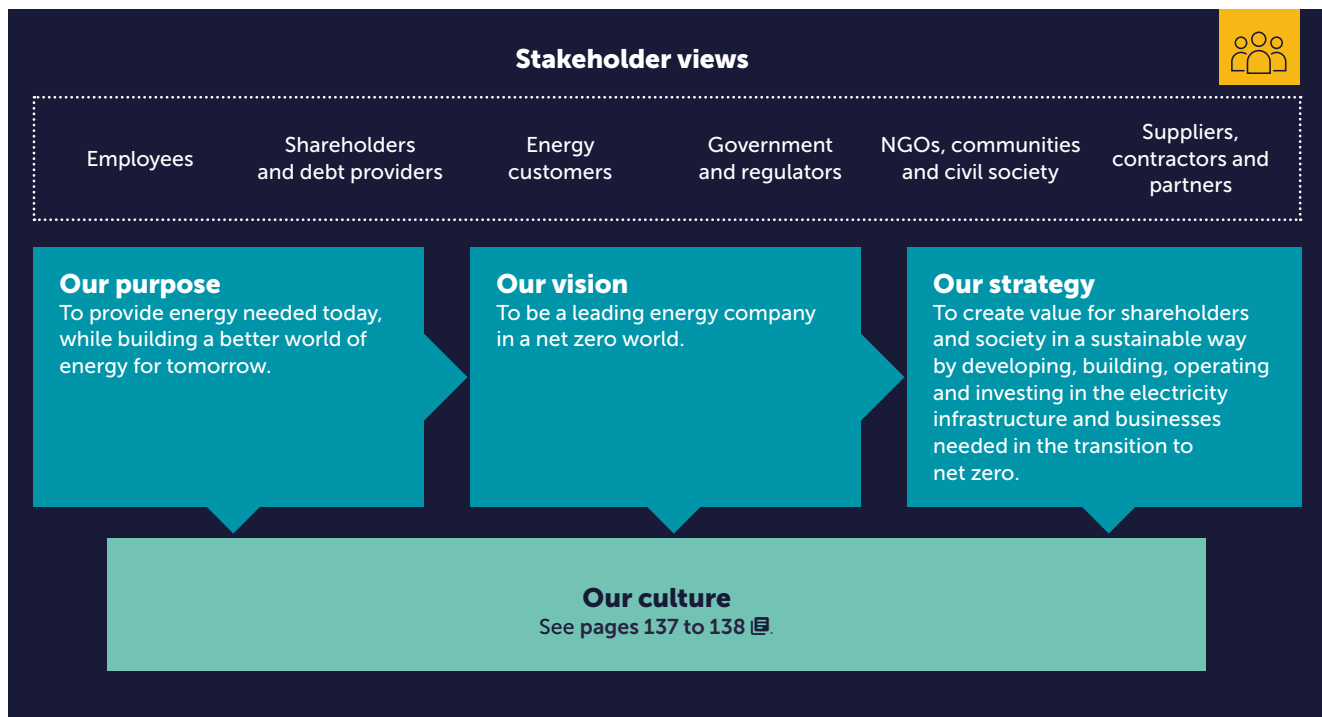 Stakeholder views
Employees
Shareholders
and debt providers
Energy
customers
Government
and regulators
NGOs, communities
and civil society
Suppliers,
contractors and
partners
Our purpose
To provide energy needed today,
while building a better world of
energy for tomorrow.
Our vision
To be a leading energy company
in a net zero world.
Our strategy
To create value for shareholders
and society in a sustainable way
by developing, building, operating
and investing in the electricity
infrastructure and businesses
needed in the transition to
net zero.
Our culture
See pages 137 to 138.